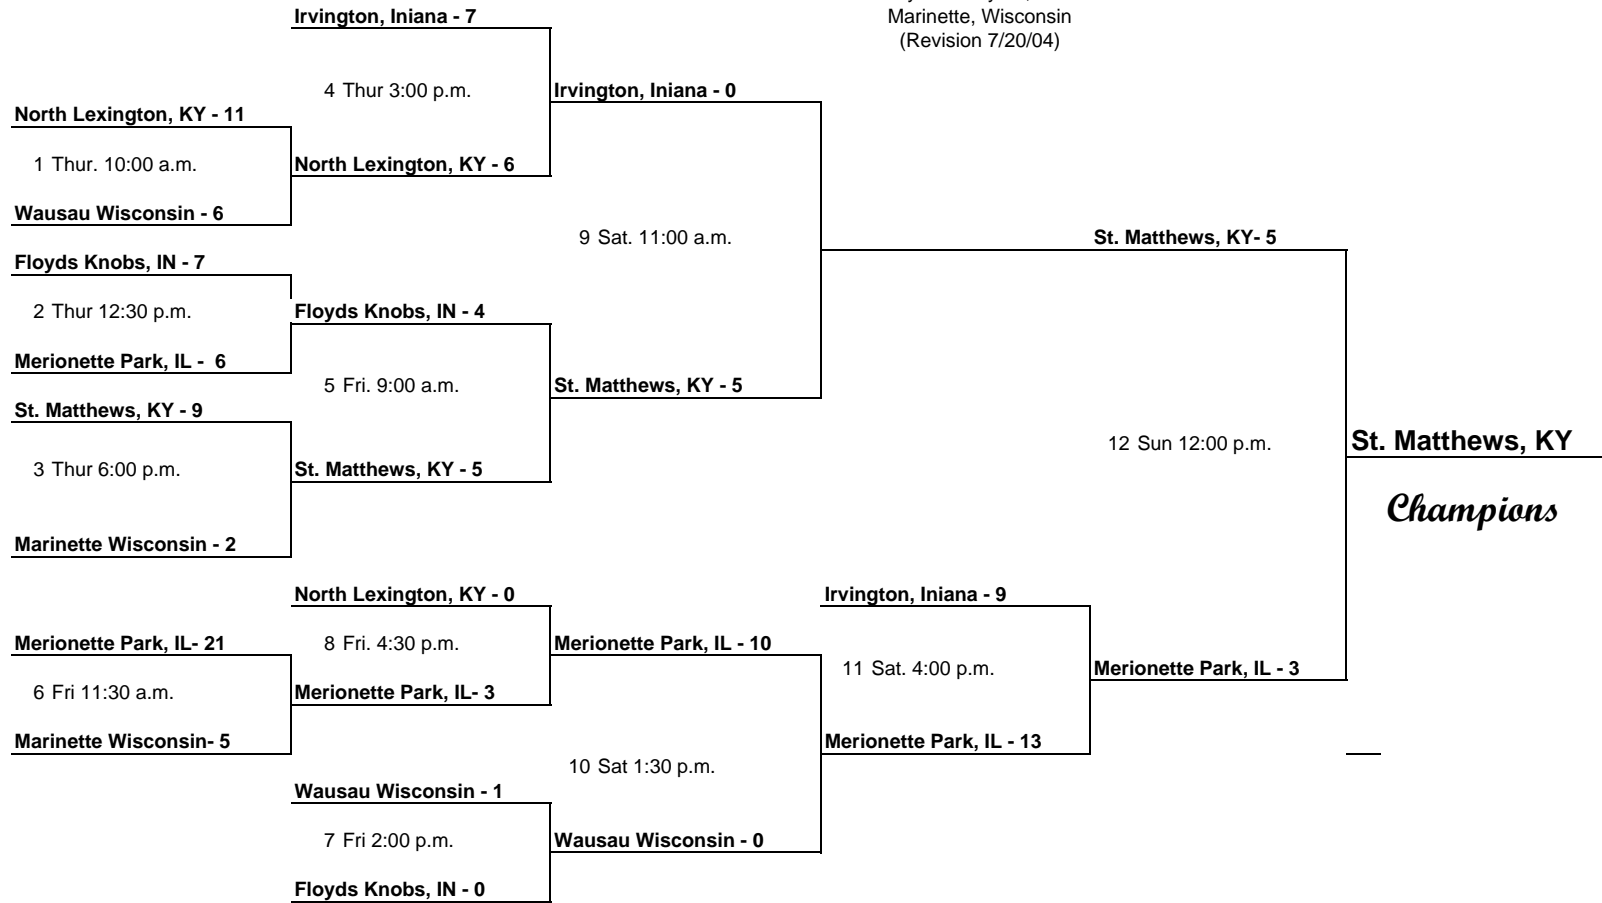 Irvington, Iniana - 7
Marinette, Wisconsin
(Revision 7/20/04)
4 Thur 3:00 p.m.
Irvington, Iniana - 0
North Lexington, KY - 11
1 Thur. 10:00 a.m.
North Lexington, KY - 6
Wausau Wisconsin - 6
9 Sat. 11:00 a.m.
St. Matthews, KY- 5
Floyds Knobs, IN - 7
2 Thur 12:30 p.m.
Floyds Knobs, IN - 4
Merionette Park, IL - 6
5 Fri. 9:00 a.m.
St. Matthews, KY - 5
St. Matthews, KY - 9
12 Sun 12:00 p.m.
St. Matthews, KY
3 Thur 6:00 p.m.
St. Matthews, KY - 5
Champions
Marinette Wisconsin - 2
North Lexington, KY - 0
Irvington, Iniana - 9
Merionette Park, IL- 21
8 Fri. 4:30 p.m.
Merionette Park, IL - 10
11 Sat. 4:00 p.m.
Merionette Park, IL - 3
6 Fri 11:30 a.m.
Merionette Park, IL- 3
Marinette Wisconsin- 5
Merionette Park, IL - 13
10 Sat 1:30 p.m.
Wausau Wisconsin - 1
7 Fri 2:00 p.m.
Wausau Wisconsin - 0
Floyds Knobs, IN - 0